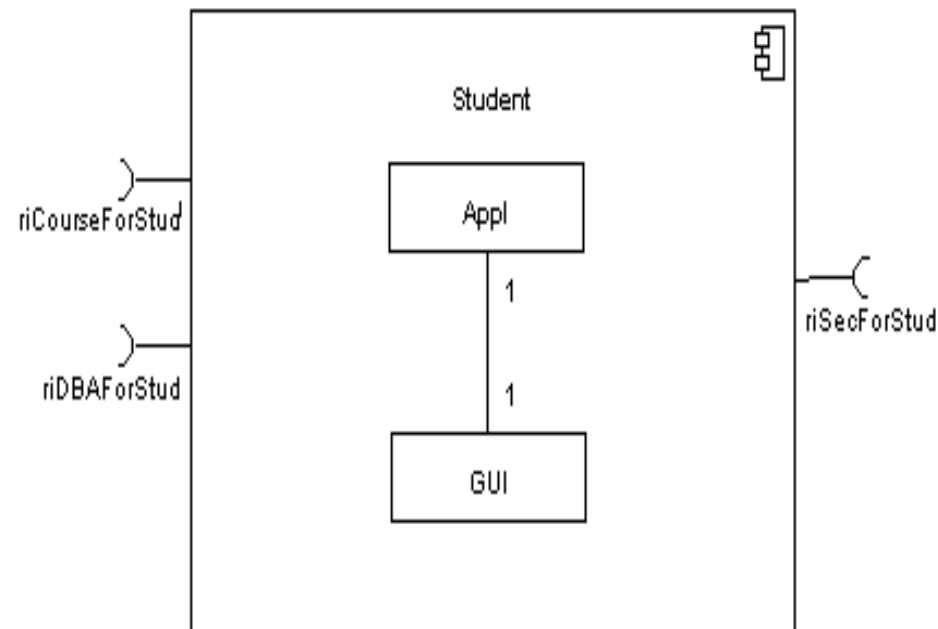 Student
Appl
riCourseForStud
1
riSecForStud
riDBAForStud
1
GUI